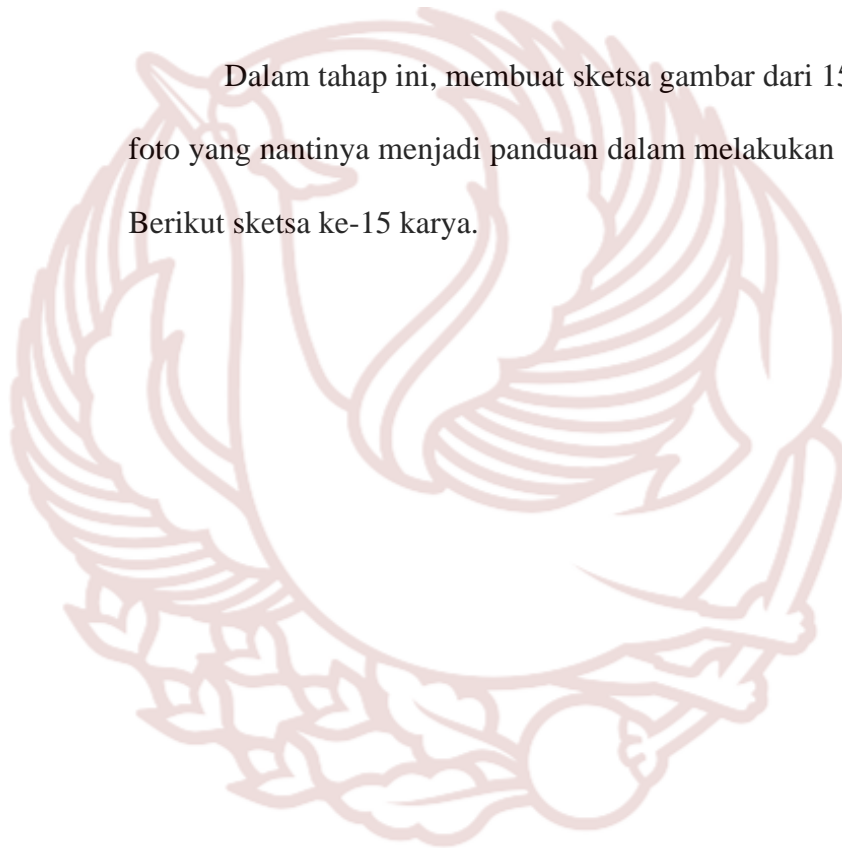 Dalam tahap ini, membuat sketsa gambar dari 15
foto yang nantinya menjadi panduan dalam melakukan
Berikut sketsa ke-15 karya.